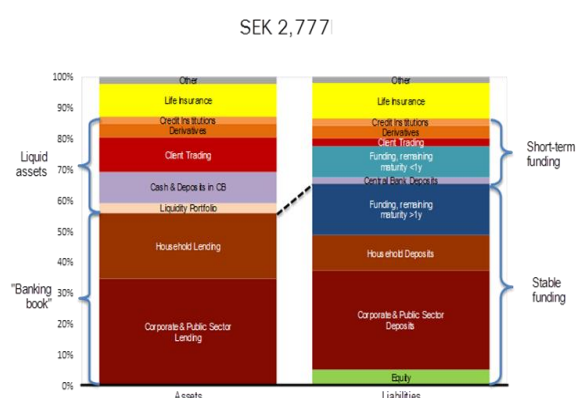 SEK 2,777
100%
90%
80%
70%
60%
50%
40%
30%
20%
10%
0%
Liquid
assets
"Banking
book"
Other
Life Insurance
Credit Institutions
Derivatives
Client Trading
Cash & Deposits in CB
Liquidity Portfolio
Household Lending
Corporate & Public Sector
Lending
Assets
Other
Life Insurance
Credit Institutions
Derivatives
Client Trading
Funding, remaining
maturity <1y
Central Bank Deposits
Funding, remaining
maturity >1y
Household Deposits
Corporate & Public Sector
Deposits
Equity
Liabilities
Short-term
funding
Stable
funding